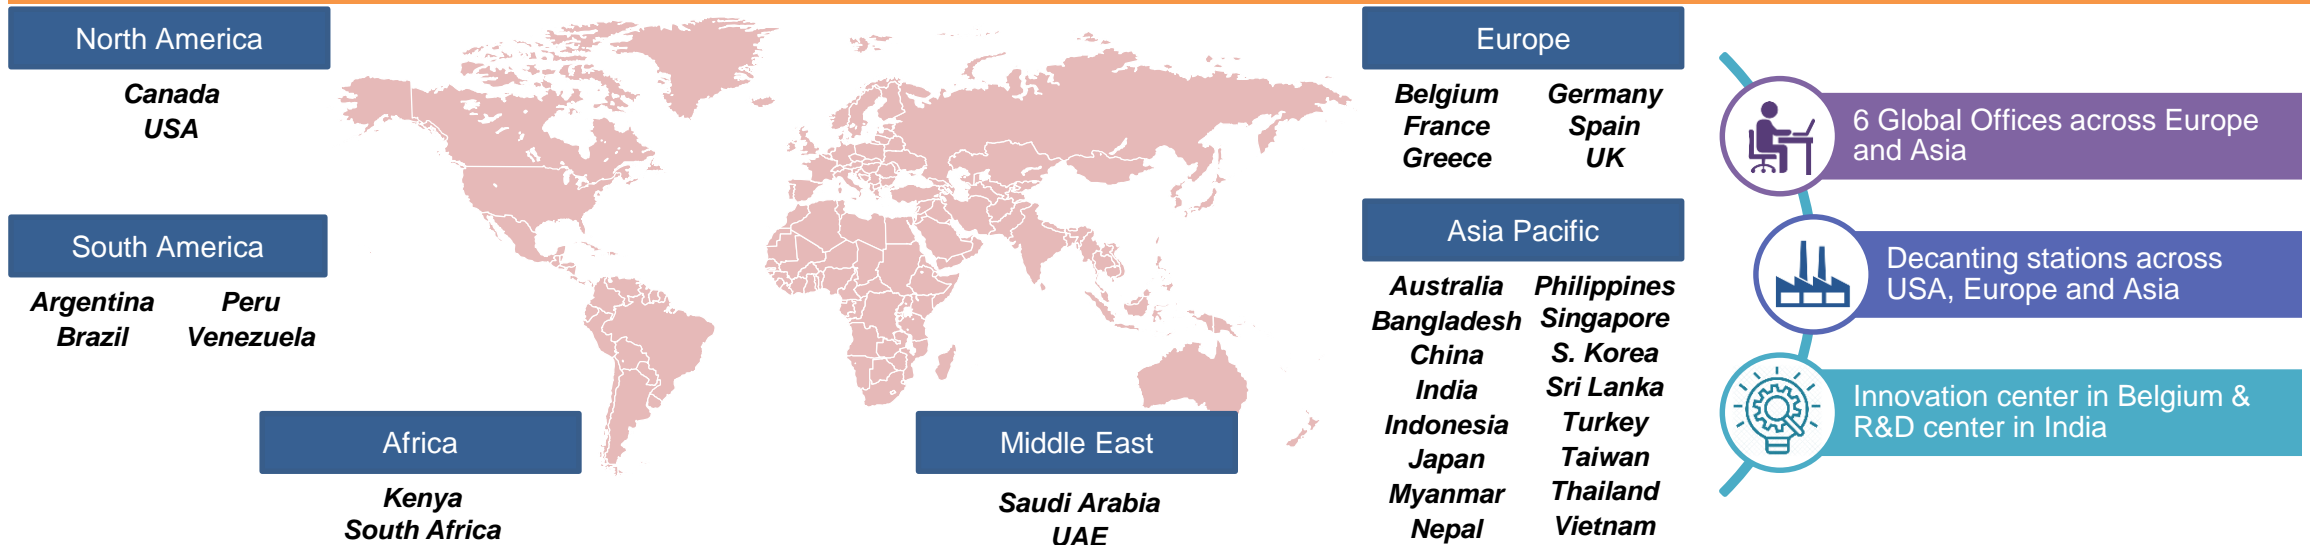 North America
Canada
USA
South America
Argentina
Brazil
Peru
Venezuela
Africa
Kenya
South Africa
Middle East
Saudi Arabia
UAE
Europe
Belgium
France
Greece
Germany
Spain
UK
Asia Pacific
Australia
Bangladesh
China
India
Indonesia
Japan
Myanmar
Nepal
Philippines
Singapore
S. Korea
Sri Lanka
Turkey
Taiwan
Thailand
Vietnam
6 Global Offices across Europe
and Asia
Decanting stations across
USA, Europe and Asia
Innovation center in Belgium &
R&D center in India